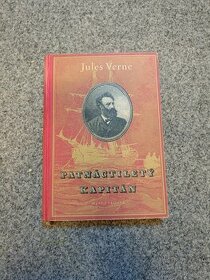 Jules Verne
PATNÁCTILETÝ
KAPITÁN